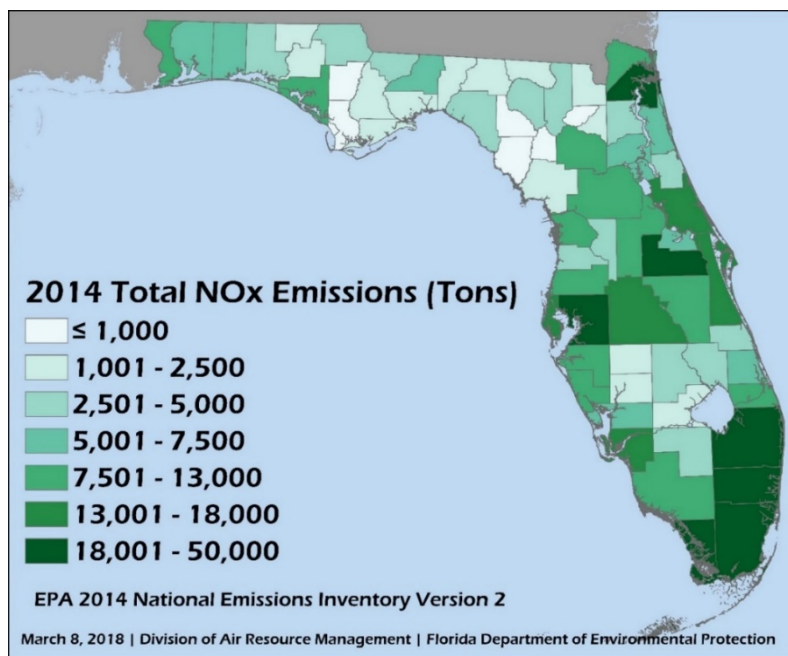 2014 Total NOx Emissions (Tons)
≤ 1,000
1,001 - 2,500
2,501 - 5,000
5,001 - 7,500
7,501 - 13,000
13,001 - 18,000
18,001 - 50,000
EPA 2014 National Emissions Inventory Version 2
March 8, 2018 | Division of Air Resource Management | Florida Department of Environmental Protection